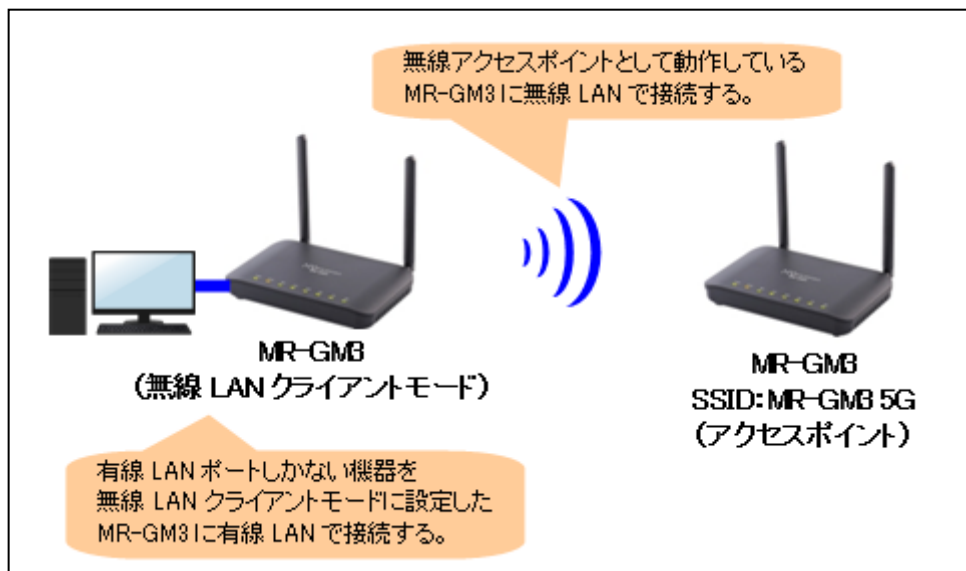 無線アクセスポイントとして動作している
MR-GM3に無線 LAN で接続する。
MR-GM3
(無線 LAN クライアントモード)
MR-GM3
SSID:MR-GM3 5G
(アクセスポイント)
有線 LAN ポートしかない機器を
無線 LAN クライアントモードに設定した
MR-GM3に有線 LAN で接続する。